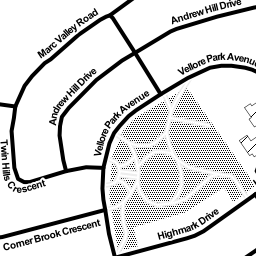 Marc Valley Road
Andrew Hill Drive
Vellore Park Avenue
Andrew Hill Drive
Vellore Park Avenue
Twin Hills Crescent
Corner Brook Crescent
Highmark Drive